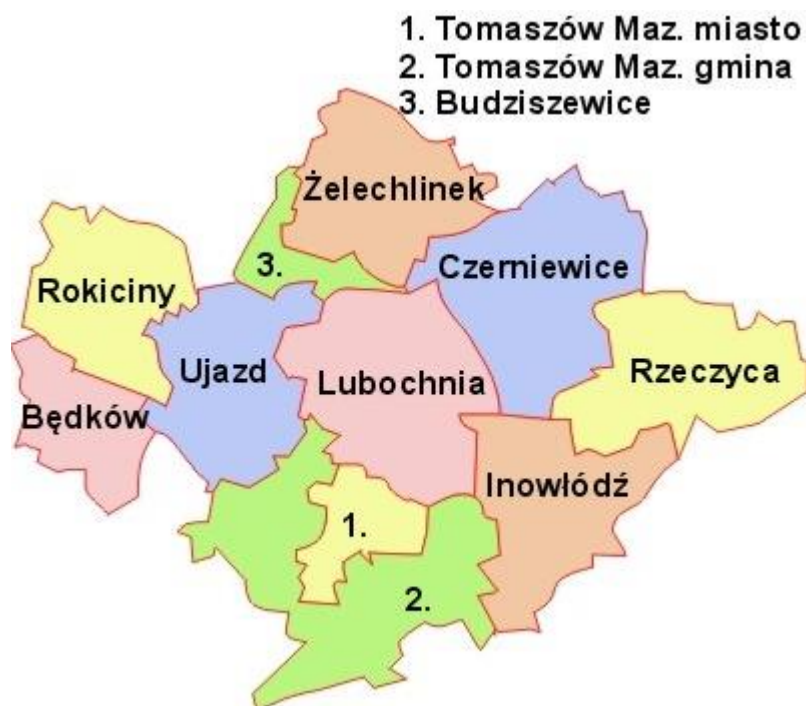 1. Tomaszów Maz. miasto
2. Tomaszów Maz. gmina
3. Budziszewice
Żelechlinek
3.
Czerniewice
Rokiciny
Ujazd
Lubochnia
Rzeczyca
Będków
Inowłódź
1.
2.